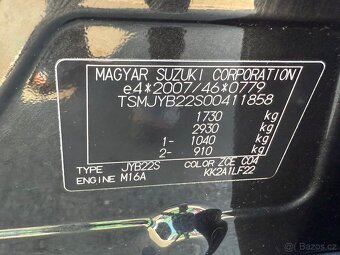 MAGYAR SUZUKI CORPORATION
e4*2007/46*0779
TSMJYB22S00411858
1730 kg
2930 kg
1- 1040 kg
2- 910 kg
TYPE JYB22S COLOR ZCE C04
ENGINE M16A KK2A1LF22
Bazos.cz